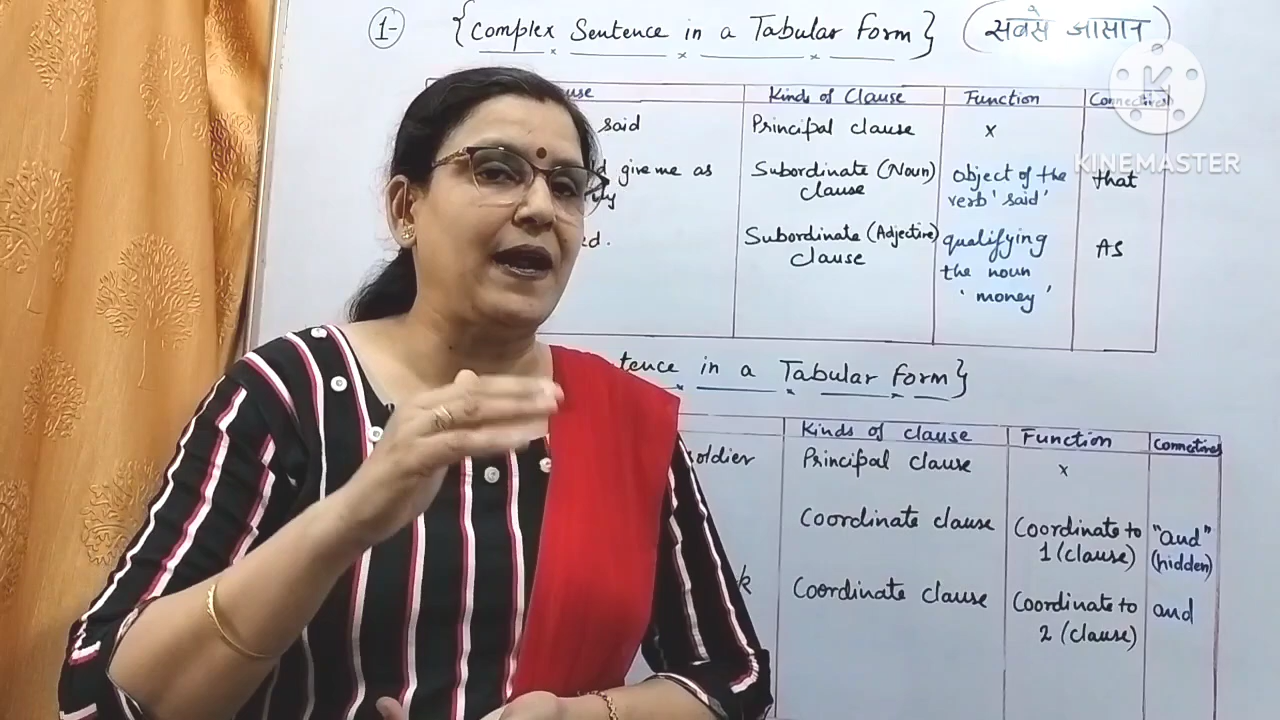 1- {Complex Sentence in a Tabular form} (सबसे आसान)
Kinds of Clause Function Connectives
said Principal clause x
give me as Subordinate (Noun) clause object of the verb 'said' that
Subordinate (Adjective) clause qualifying the noun 'money' As
KINEMASTER
in a Tabular form}
Kinds of clause Function Connectives
soldier Principal clause x
Coordinate clause Coordinate to 1 (clause) "and" (hidden)
Coordinate clause Coordinate to 2 (clause) and